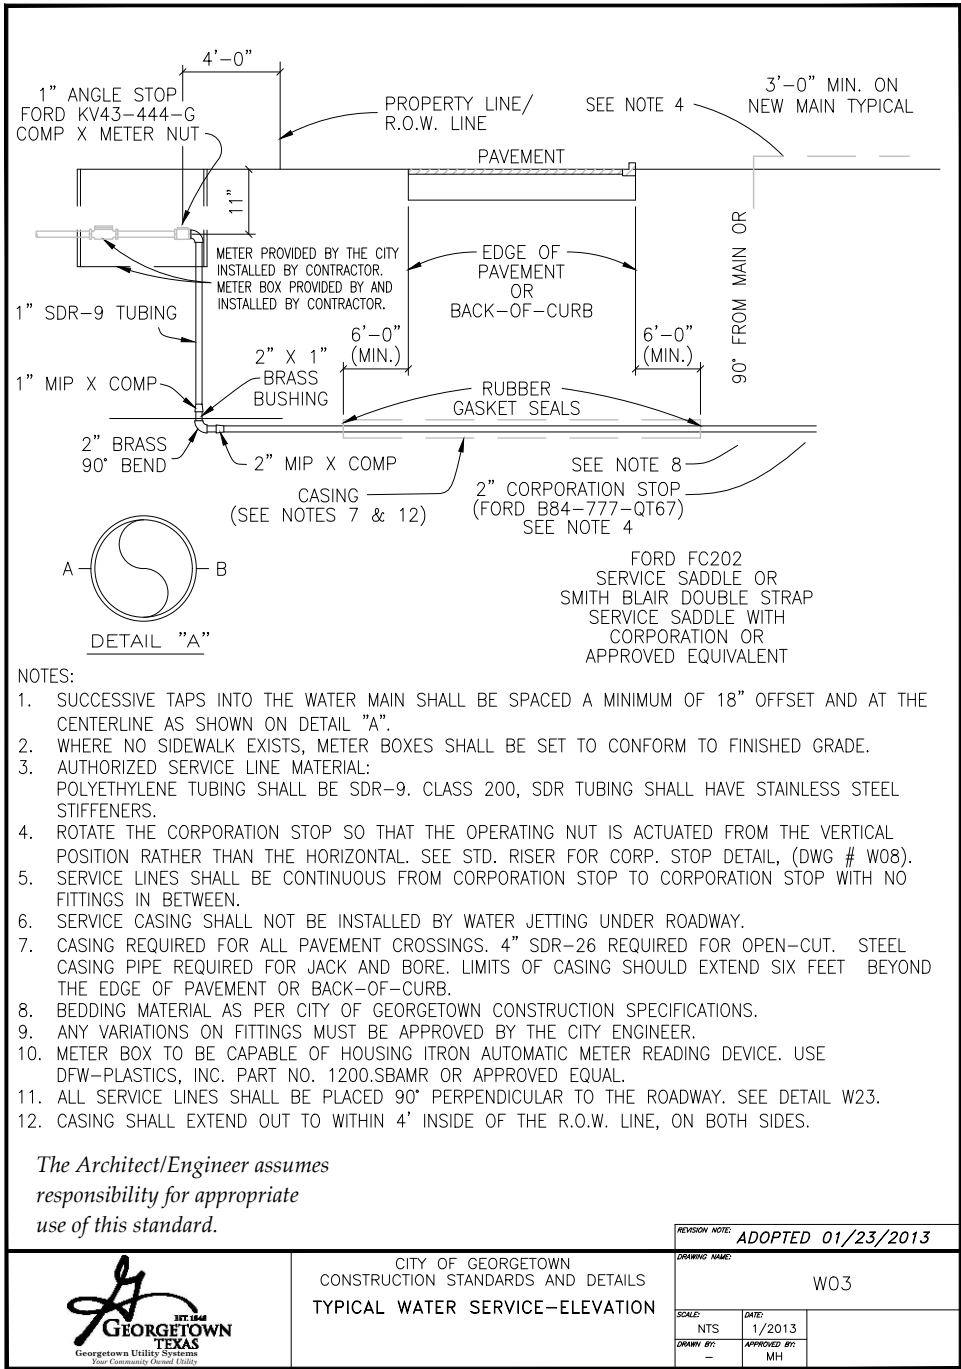 4'-0"
1" ANGLE STOP
FORD KV43-444-G
COMP X METER NUT
PROPERTY LINE/
R.O.W. LINE
SEE NOTE 4
3'-0" MIN. ON
NEW MAIN TYPICAL
PAVEMENT
11"
METER PROVIDED BY THE CITY
INSTALLED BY CONTRACTOR.
METER BOX PROVIDED BY AND
INSTALLED BY CONTRACTOR.
EDGE OF
PAVEMENT
OR
BACK-OF-CURB
90° FROM MAIN OR
1" SDR-9 TUBING
6'-0"
(MIN.)
6'-0"
(MIN.)
2" X 1"
BRASS
BUSHING
1" MIP X COMP
RUBBER
GASKET SEALS
2" BRASS
90° BEND
2" MIP X COMP
SEE NOTE 8
CASING
(SEE NOTES 7 & 12)
2" CORPORATION STOP
(FORD B84-777-QT67)
SEE NOTE 4
A
B
DETAIL "A"
FORD FC202
SERVICE SADDLE OR
SMITH BLAIR DOUBLE STRAP
SERVICE SADDLE WITH
CORPORATION OR
APPROVED EQUIVALENT
NOTES:
1. SUCCESSIVE TAPS INTO THE WATER MAIN SHALL BE SPACED A MINIMUM OF 18" OFFSET AND AT THE
CENTERLINE AS SHOWN ON DETAIL "A".
2. WHERE NO SIDEWALK EXISTS, METER BOXES SHALL BE SET TO CONFORM TO FINISHED GRADE.
3. AUTHORIZED SERVICE LINE MATERIAL:
POLYETHYLENE TUBING SHALL BE SDR-9. CLASS 200, SDR TUBING SHALL HAVE STAINLESS STEEL
STIFFENERS.
4. ROTATE THE CORPORATION STOP SO THAT THE OPERATING NUT IS ACTUATED FROM THE VERTICAL
POSITION RATHER THAN THE HORIZONTAL. SEE STD. RISER FOR CORP. STOP DETAIL, (DWG # W08).
5. SERVICE LINES SHALL BE CONTINUOUS FROM CORPORATION STOP TO CORPORATION STOP WITH NO
FITTINGS IN BETWEEN.
6. SERVICE CASING SHALL NOT BE INSTALLED BY WATER JETTING UNDER ROADWAY.
7. CASING REQUIRED FOR ALL PAVEMENT CROSSINGS. 4" SDR-26 REQUIRED FOR OPEN-CUT. STEEL
CASING PIPE REQUIRED FOR JACK AND BORE. LIMITS OF CASING SHOULD EXTEND SIX FEET BEYOND
THE EDGE OF PAVEMENT OR BACK-OF-CURB.
8. BEDDING MATERIAL AS PER CITY OF GEORGETOWN CONSTRUCTION SPECIFICATIONS.
9. ANY VARIATIONS ON FITTINGS MUST BE APPROVED BY THE CITY ENGINEER.
10. METER BOX TO BE CAPABLE OF HOUSING ITRON AUTOMATIC METER READING DEVICE. USE
DFW-PLASTICS, INC. PART NO. 1200.SBAMR OR APPROVED EQUAL.
11. ALL SERVICE LINES SHALL BE PLACED 90° PERPENDICULAR TO THE ROADWAY. SEE DETAIL W23.
12. CASING SHALL EXTEND OUT TO WITHIN 4' INSIDE OF THE R.O.W. LINE, ON BOTH SIDES.
The Architect/Engineer assumes
responsibility for appropriate
use of this standard.
REVISION NOTE: ADOPTED 01/23/2013
G
EST. 1848
GEORGETOWN
TEXAS
Georgetown Utility Systems
Your Community Owned Utility
CITY OF GEORGETOWN
CONSTRUCTION STANDARDS AND DETAILS
TYPICAL WATER SERVICE-ELEVATION
DRAWING NAME:
W03
SCALE:
NTS
DATE:
1/2013
DRAWN BY:
-
APPROVED BY:
MH